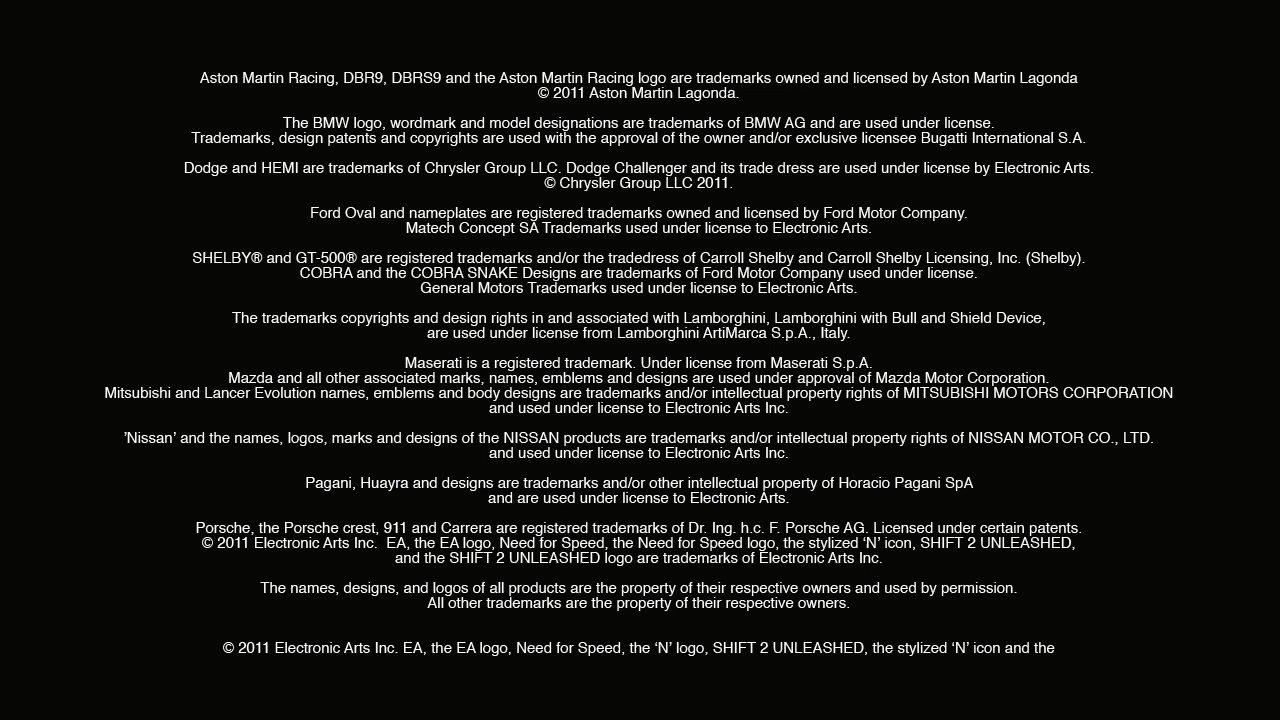 Aston Martin Racing, DBR9, DBRS9 and the Aston Martin Racing logo are trademarks owned and licensed by Aston Martin Lagonda
© 2011 Aston Martin Lagonda.
The BMW logo, wordmark and model designations are trademarks of BMW AG and are used under license.
Trademarks, design patents and copyrights are used with the approval of the owner and/or exclusive licensee Bugatti International S.A.
Dodge and HEMI are trademarks of Chrysler Group LLC. Dodge Challenger and its trade dress are used under license by Electronic Arts.
© Chrysler Group LLC 2011.
Ford Oval and nameplates are registered trademarks owned and licensed by Ford Motor Company.
Matech Concept SA Trademarks used under license to Electronic Arts.
SHELBY® and GT-500® are registered trademarks and/or the tradedress of Carroll Shelby and Carroll Shelby Licensing, Inc. (Shelby).
COBRA and the COBRA SNAKE Designs are trademarks of Ford Motor Company used under license.
General Motors Trademarks used under license to Electronic Arts.
The trademarks copyrights and design rights in and associated with Lamborghini, Lamborghini with Bull and Shield Device,
are used under license from Lamborghini ArtiMarca S.p.A., Italy.
Maserati is a registered trademark. Under license from Maserati S.p.A.
Mazda and all other associated marks, names, emblems and designs are used under approval of Mazda Motor Corporation.
Mitsubishi and Lancer Evolution names, emblems and body designs are trademarks and/or intellectual property rights of MITSUBISHI MOTORS CORPORATION
and used under license to Electronic Arts Inc.
’Nissan’ and the names, logos, marks and designs of the NISSAN products are trademarks and/or intellectual property rights of NISSAN MOTOR CO., LTD.
and used under license to Electronic Arts Inc.
Pagani, Huayra and designs are trademarks and/or other intellectual property of Horacio Pagani SpA
and are used under license to Electronic Arts.
Porsche, the Porsche crest, 911 and Carrera are registered trademarks of Dr. Ing. h.c. F. Porsche AG. Licensed under certain patents.
© 2011 Electronic Arts Inc.  EA, the EA logo, Need for Speed, the Need for Speed logo, the stylized ‘N’ icon, SHIFT 2 UNLEASHED,
and the SHIFT 2 UNLEASHED logo are trademarks of Electronic Arts Inc.
The names, designs, and logos of all products are the property of their respective owners and used by permission.
All other trademarks are the property of their respective owners.
© 2011 Electronic Arts Inc. EA, the EA logo, Need for Speed, the ‘N’ logo, SHIFT 2 UNLEASHED, the stylized ‘N’ icon and the